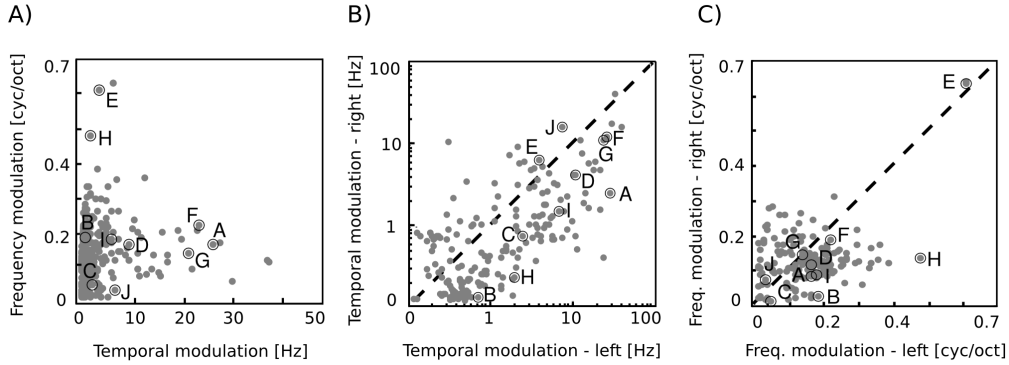 A)
Frequency modulation [cyc/oct]
0.7
0.4
0.2
0
E
H
B
I
D
F
A
G
C
J
0
10
20
30
50
Temporal modulation [Hz]
B)
Temporal modulation - right [Hz]
100
10
1
0
J
F
G
E
D
A
I
C
H
B
0
1
10
100
Temporal modulation - left [Hz]
C)
Freq. modulation - right [cyc/oct]
0.7
0.4
0.2
0
E
F
G
D
H
J
A
I
C
B
0
0.2
0.4
0.7
Freq. modulation - left [cyc/oct]